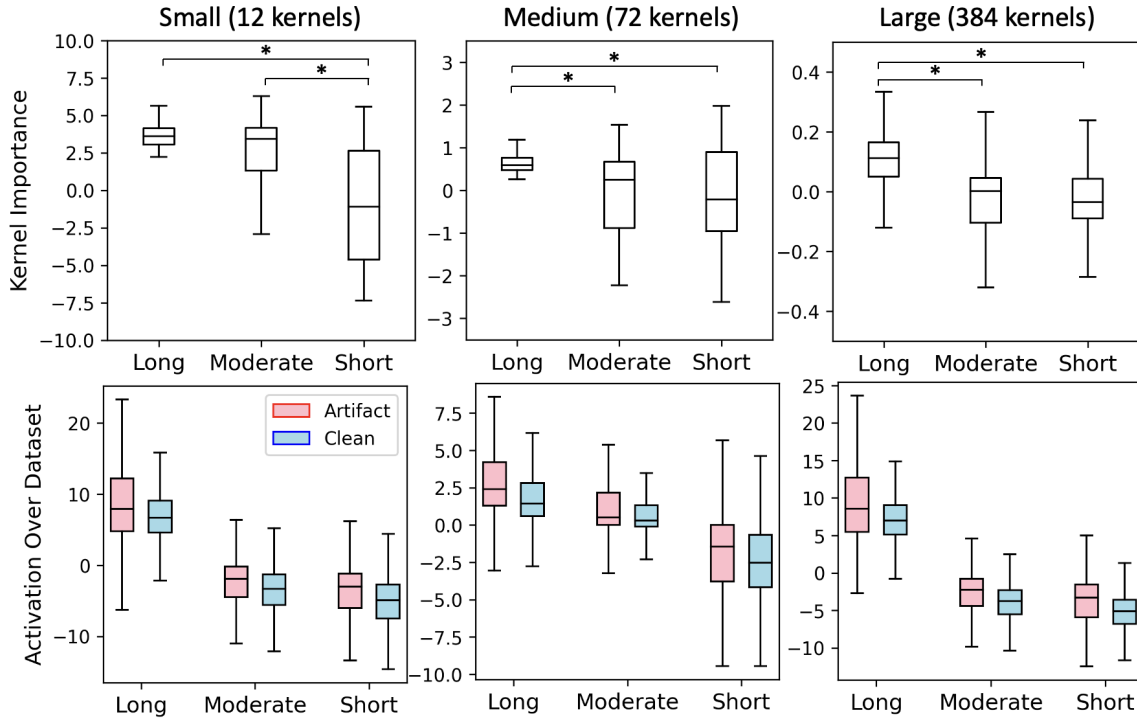 Small (12 kernels)
Medium (72 kernels)
Large (384 kernels)
Kernel Importance
10.0
7.5
5.0
2.5
0.0
−2.5
−5.0
−7.5
−10.0
*
*
Long
Moderate
Short
3
2
1
0
−1
−2
−3
*
*
Long
Moderate
Short
0.4
0.2
0.0
−0.2
−0.4
*
*
Long
Moderate
Short
Activation Over Dataset
20
10
0
−10
Artifact
Clean
Long
Moderate
Short
7.5
5.0
2.5
0.0
−2.5
−5.0
−7.5
−10.0
Long
Moderate
Short
25
20
15
10
5
0
−5
−10
Long
Moderate
Short